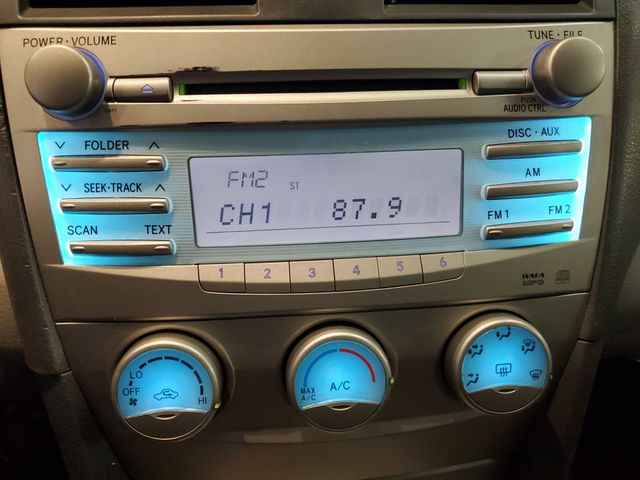 POWER·VOLUME
TUNE·FILE
PUSH
AUDIO CTRL
FOLDER
DISC·AUX
SEEK·TRACK
AM
SCAN TEXT
FM1 FM2
FM2 ST
CH1 87.9
1 2 3 4 5 6
WMA
MP3
LO
OFF
HI
MAX
A/C
A/C